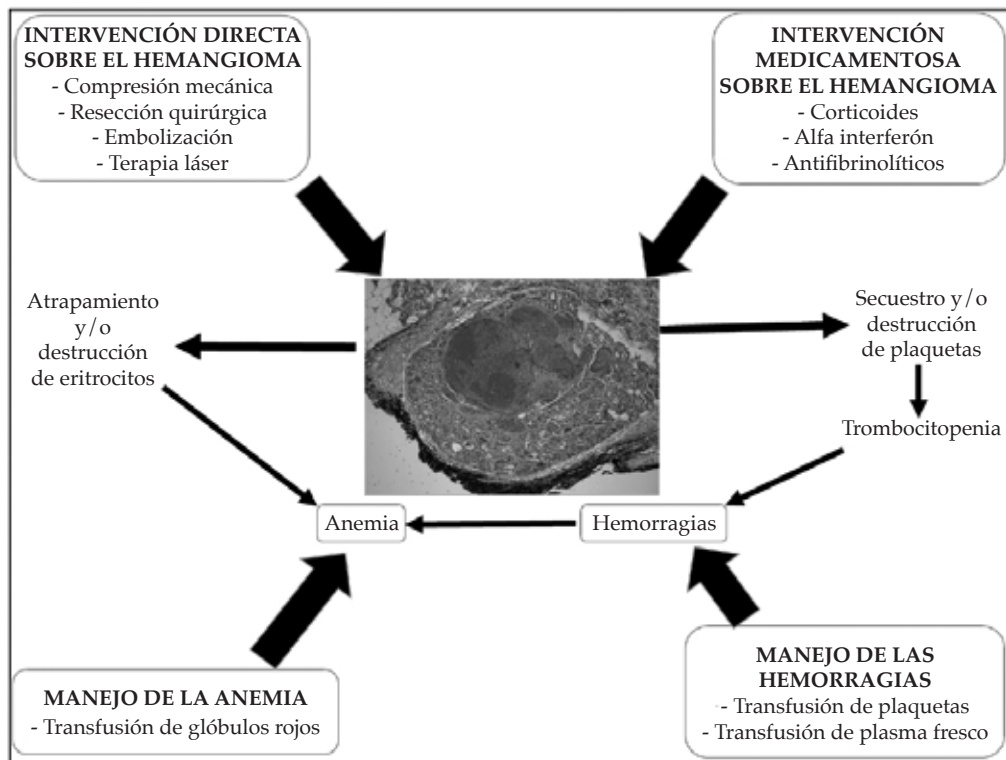 INTERVENCIÓN DIRECTA
SOBRE EL HEMANGIOMA
- Compresión mecánica
- Resección quirúrgica
- Embolización
- Terapia láser
INTERVENCIÓN
MEDICAMENTOSA
SOBRE EL HEMANGIOMA
- Corticoides
- Alfa interferón
- Antifibrinolíticos
Atrapamiento
y/o
destrucción
de eritrocitos
Secuestro y/o
destrucción
de plaquetas
Trombocitopenia
Anemia
Hemorragias
MANEJO DE LA ANEMIA
- Transfusión de glóbulos rojos
MANEJO DE LAS
HEMORRAGIAS
- Transfusión de plaquetas
- Transfusión de plasma fresco